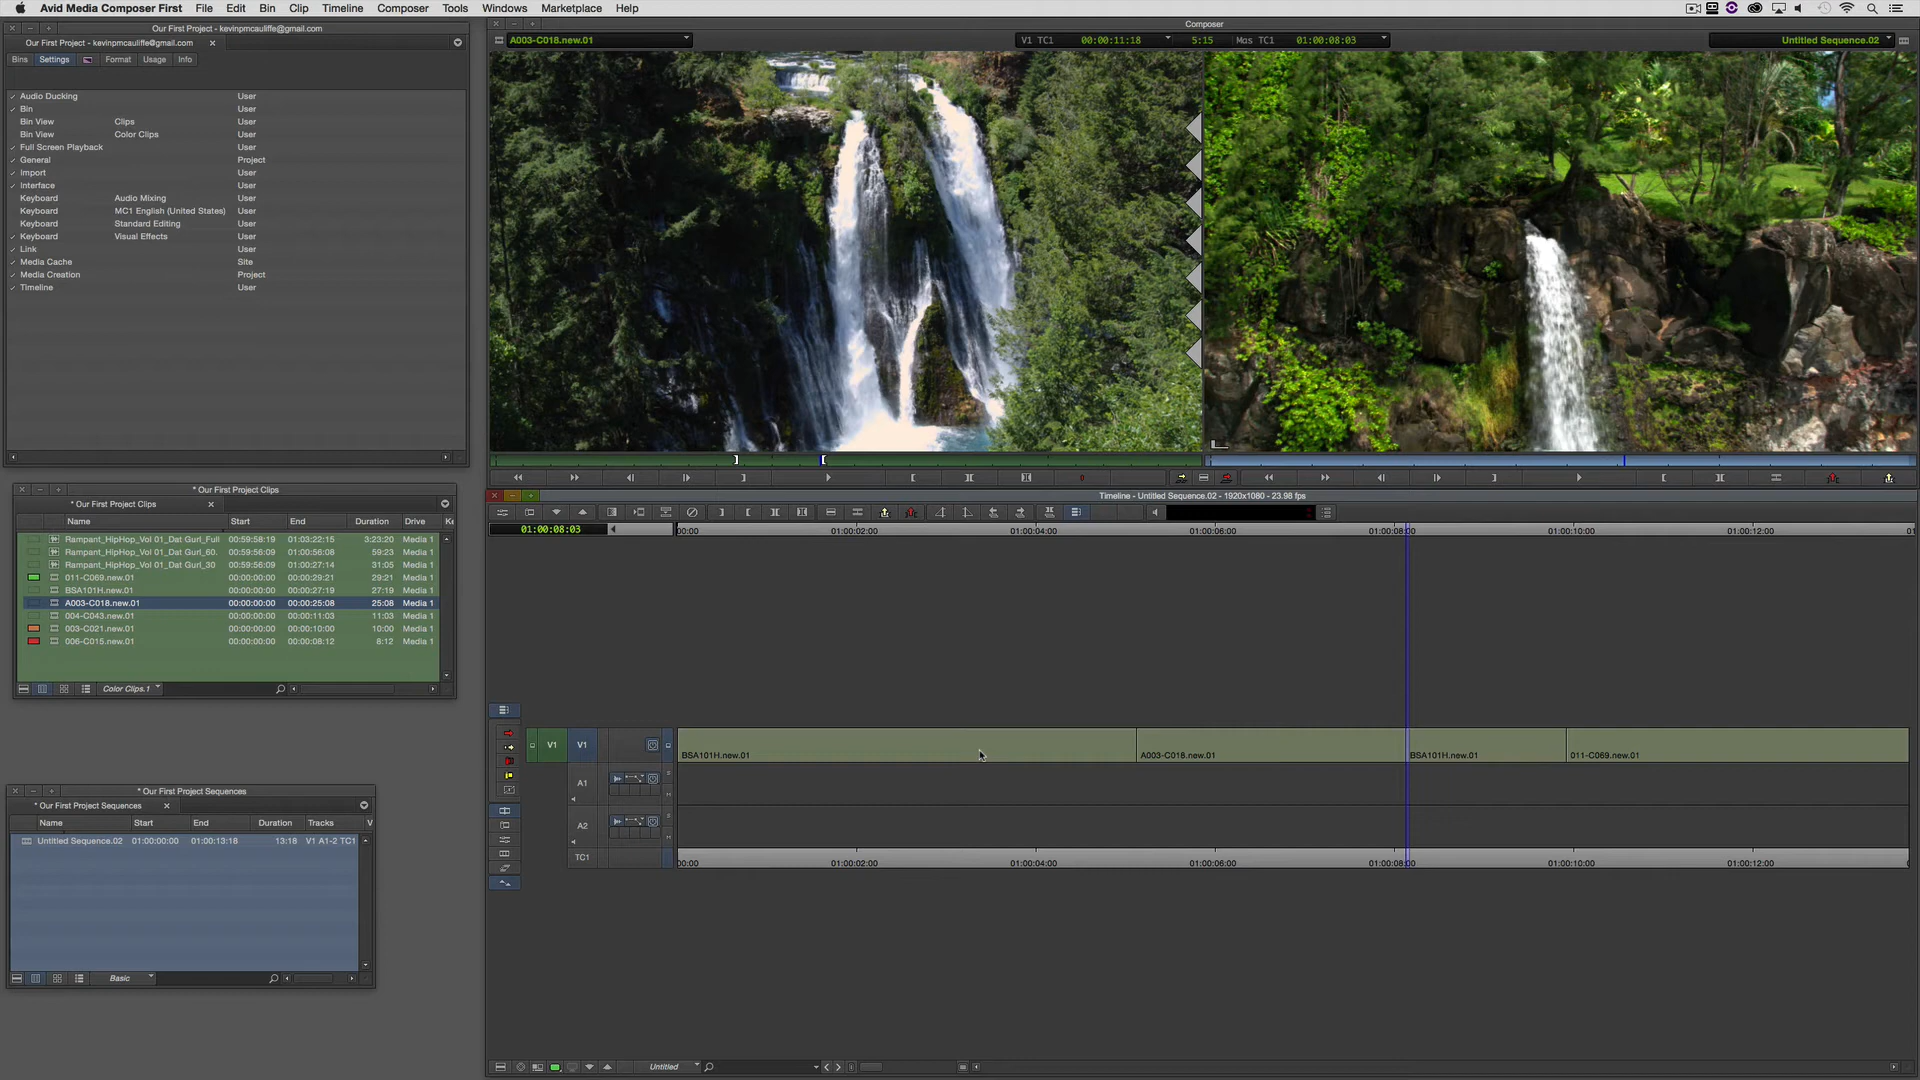 Avid Media Composer First File Edit Bin Clip Timeline Composer Tools Windows Marketplace Help
Our First Project - kevinpmcauliffe@gmail.com
Our First Project - kevinpmcauliffe@gmail.com
Bins Settings Format Usage Info
Audio Ducking User
Bin User
Bin View Clips User
Bin View Color Clips User
Full Screen Playback User
General Project
Import User
Interface User
Keyboard Audio Mixing User
Keyboard MC1 English (United States) User
Keyboard Standard Editing User
Keyboard Visual Effects User
Link User
Media Cache Site
Media Creation Project
Timeline User
* Our First Project Clips
* Our First Project Clips
Name Start End Duration Drive Ke
Rampant_HipHop_Vol 01_Dat Gurl_Full 00:59:58:19 01:03:22:15 3:23:20 Media 1
Rampant_HipHop_Vol 01_Dat Gurl_60. 00:59:56:09 01:00:56:08 59:23 Media 1
Rampant_HipHop_Vol 01_Dat Gurl_30 00:59:56:09 01:00:27:14 31:05 Media 1
011-C069.new.01 00:00:00:00 00:00:29:21 29:21 Media 1
BSA101H.new.01 00:00:00:00 00:00:27:19 27:19 Media 1
A003-C018.new.01 00:00:00:00 00:00:25:08 25:08 Media 1
004-C043.new.01 00:00:00:00 00:00:11:03 11:03 Media 1
003-C021.new.01 00:00:00:00 00:00:10:00 10:00 Media 1
006-C015.new.01 00:00:00:00 00:00:08:12 8:12 Media 1
Color Clips.1
* Our First Project Sequences
* Our First Project Sequences
Name Start End Duration Tracks V
Untitled Sequence.02 01:00:00:00 01:00:13:18 13:18 V1 A1-2 TC1
Basic
Composer
A003-C018.new.01 V1 TC1 00:00:11:18 5:15 Mas TC1 01:00:08:03 Untitled Sequence.02
Timeline - Untitled Sequence.02 - 1920x1080 - 23.98 fps
01:00:08:03 00:00 01:00:02:00 01:00:04:00 01:00:06:00 01:00:08:00 01:00:10:00 01:00:12:00 01
V1 V1 BSA101H.new.01 A003-C018.new.01 BSA101H.new.01 011-C069.new.01
A1
A2
TC1 00:00 01:00:02:00 01:00:04:00 01:00:06:00 01:00:08:00 01:00:10:00 01:00:12:00
Untitled